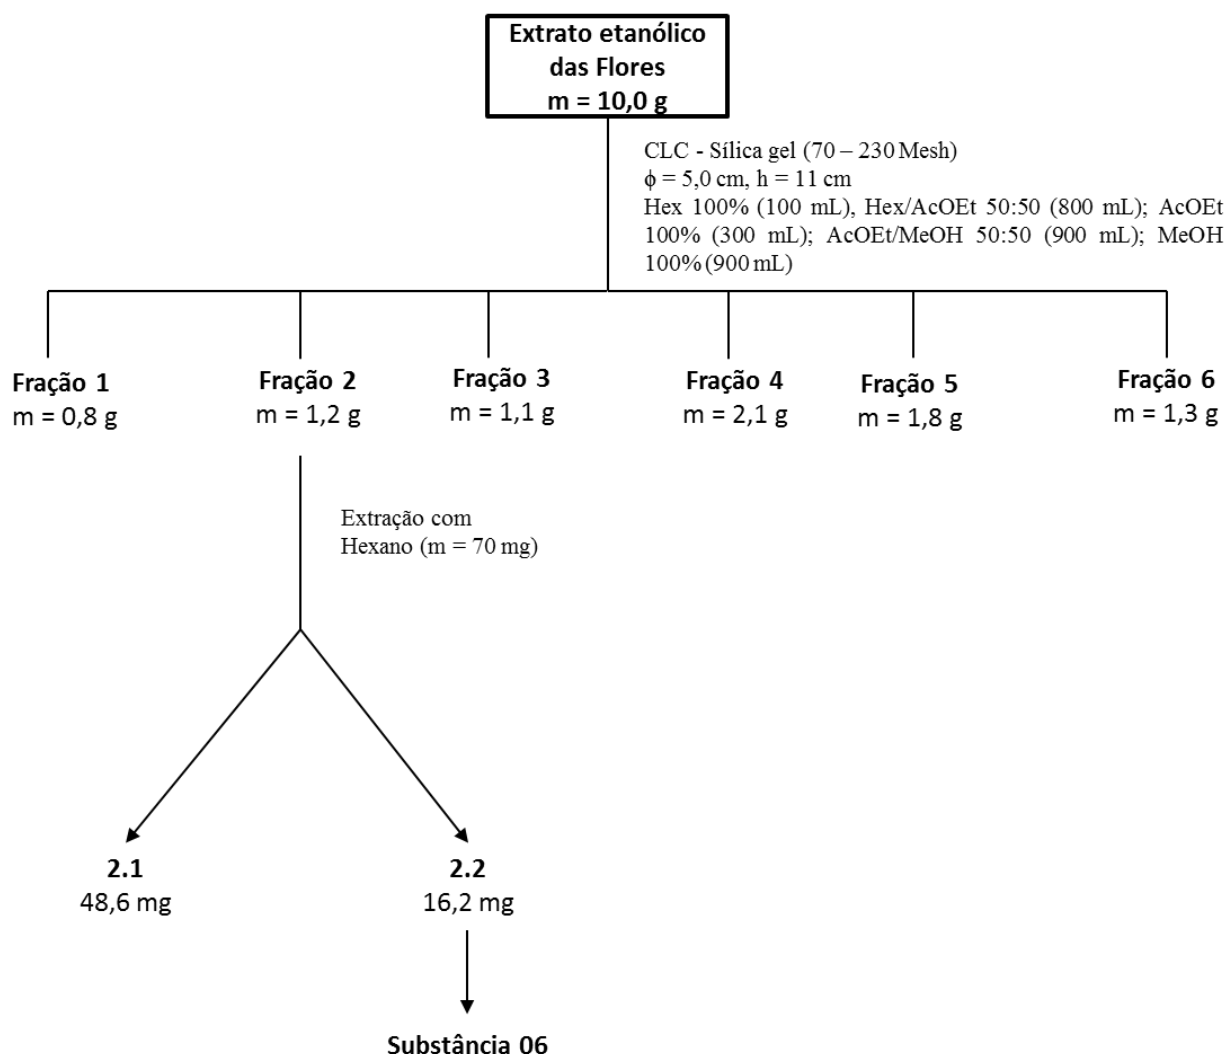 Extrato etanólico
das Flores
m = 10,0 g
CLC - Sílica gel (70 – 230 Mesh)
ϕ = 5,0 cm, h = 11 cm
Hex 100% (100 mL), Hex/AcOEt 50:50 (800 mL); AcOEt
100% (300 mL); AcOEt/MeOH 50:50 (900 mL); MeOH
100% (900 mL)
Fração 1
m = 0,8 g
Fração 2
m = 1,2 g
Fração 3
m = 1,1 g
Fração 4
m = 2,1 g
Fração 5
m = 1,8 g
Fração 6
m = 1,3 g
Extração com
Hexano (m = 70 mg)
2.1
48,6 mg
2.2
16,2 mg
Substância 06